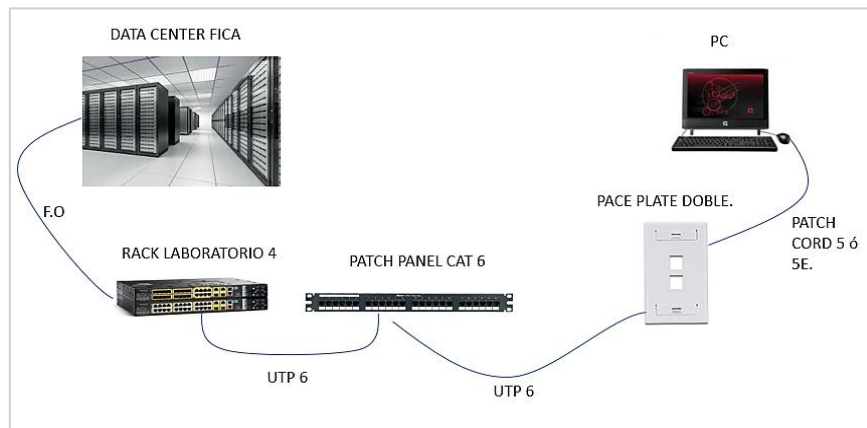 DATA CENTER FICA
PC
F.O
PACE PLATE DOBLE.
PATCH
CORD 5 ó
5E.
RACK LABORATORIO 4
PATCH PANEL CAT 6
UTP 6
UTP 6